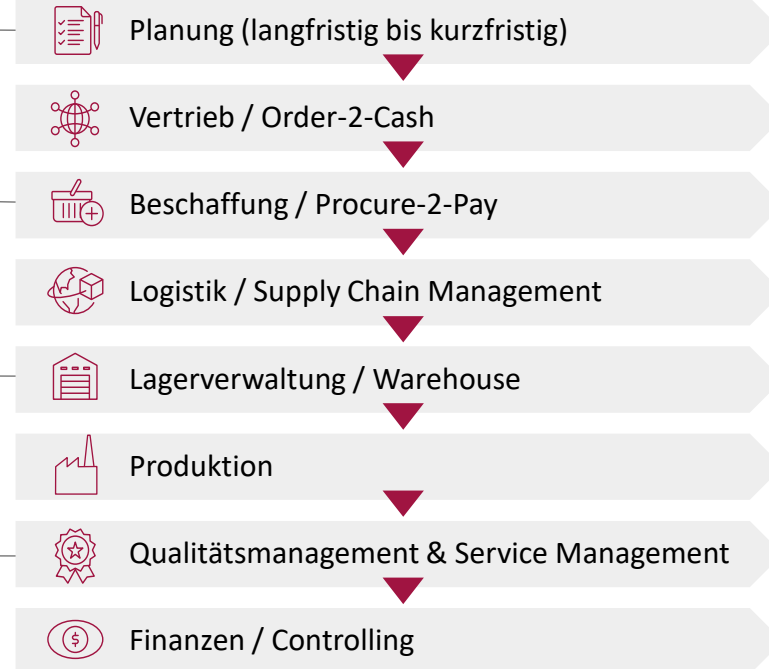 Planung (langfristig bis kurzfristig)
Vertrieb / Order-2-Cash
Beschaffung / Procure-2-Pay
Logistik / Supply Chain Management
Lagerverwaltung / Warehouse
Produktion
Qualitätsmanagement & Service Management
Finanzen / Controlling